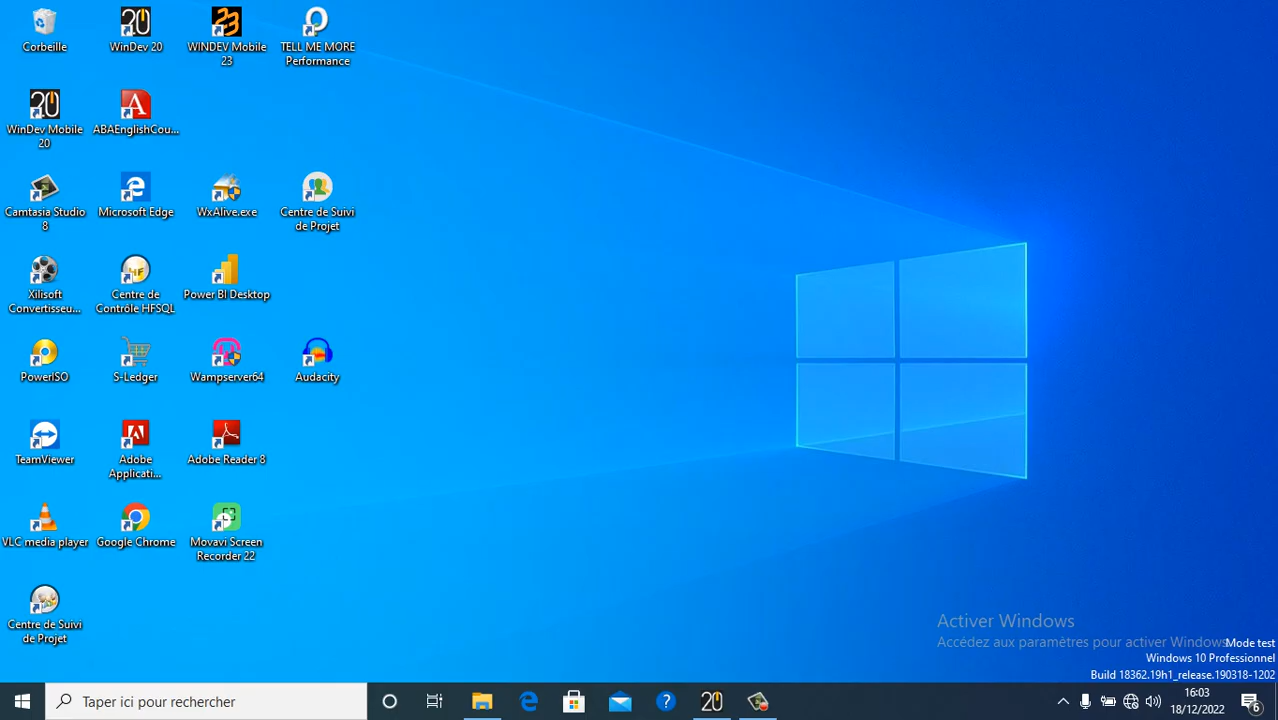 Corbeille
WinDev 20
WINDEV Mobile
23
TELL ME MORE
Performance
WinDev Mobile
20
ABAEnglishCou...
Camtasia Studio
8
Microsoft Edge
WxAlive.exe
Centre de Suivi
de Projet
Xilisoft
Convertisseu...
Centre de
Contrôle HFSQL
Power BI Desktop
PowerISO
S-Ledger
Wampserver64
Audacity
TeamViewer
Adobe
Applicati...
Adobe Reader 8
VLC media player
Google Chrome
Movavi Screen
Recorder 22
Centre de Suivi
de Projet
Activer Windows
Accédez aux paramètres pour activer Windows
Mode test
Windows 10 Professionnel
Build 18362.19h1_release.190318-1202
Taper ici pour rechercher
20
16:03
18/12/2022
6